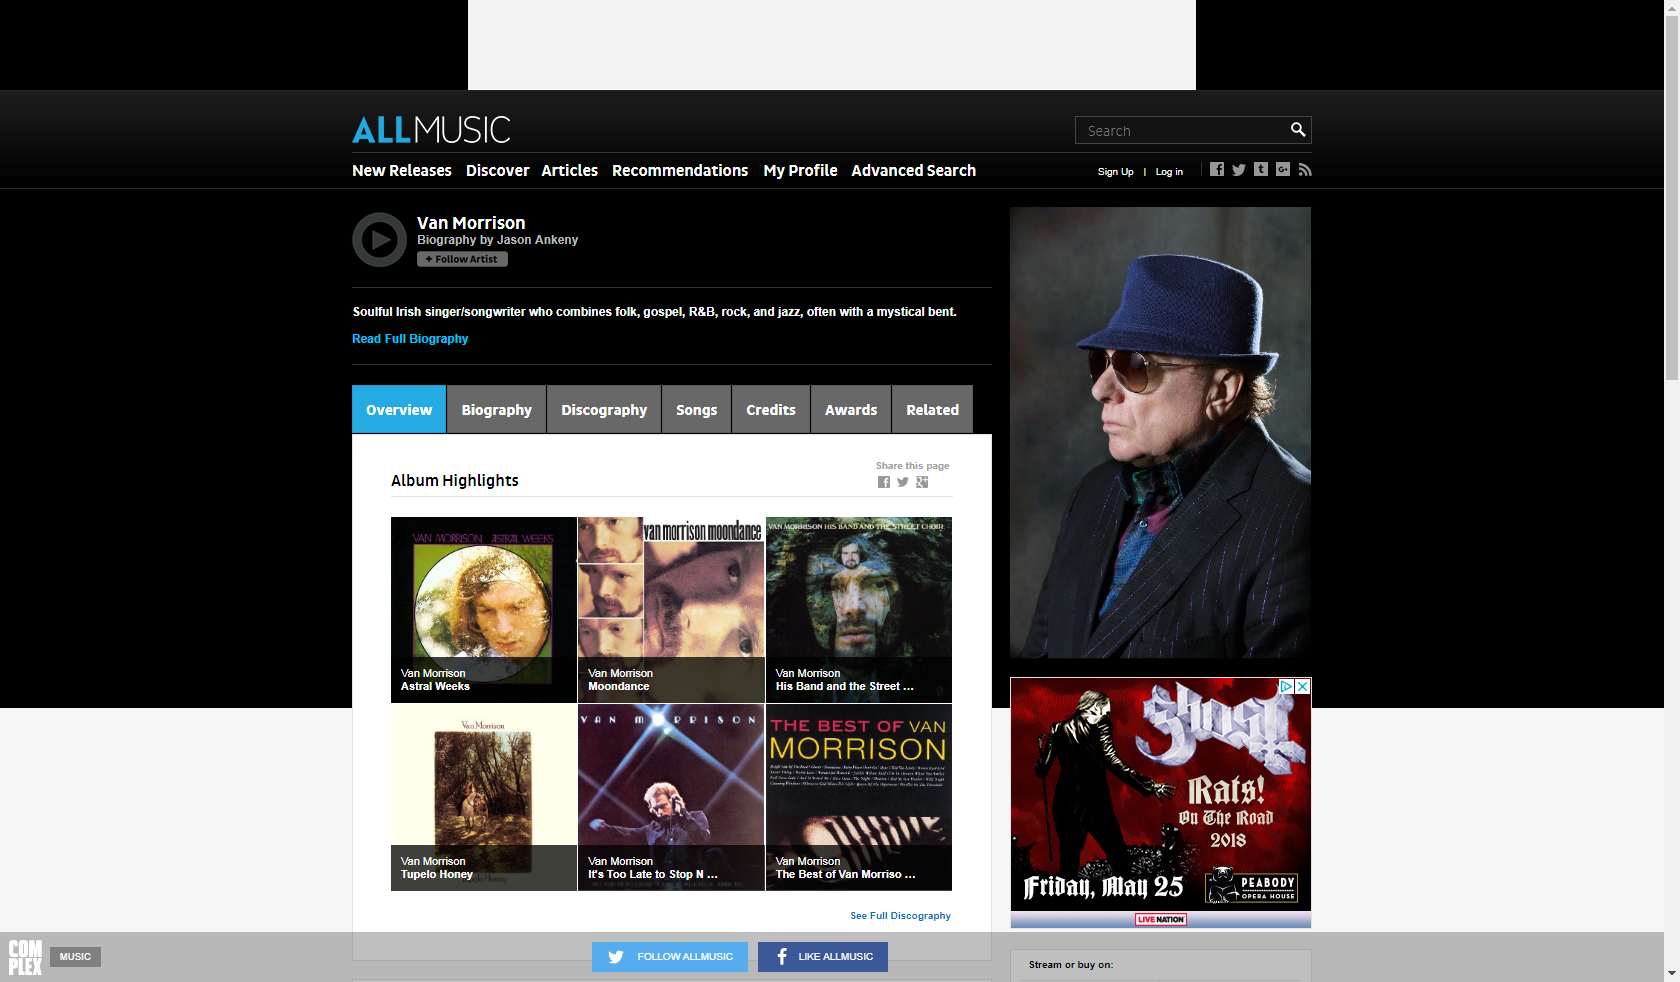 ALLMUSIC
Search
New Releases
Discover
Articles
Recommendations
My Profile
Advanced Search
Sign Up | Log in
Van Morrison
Biography by Jason Ankeny
+ Follow Artist
Soulful Irish singer/songwriter who combines folk, gospel, R&B, rock, and jazz, often with a mystical bent.
Read Full Biography
Overview
Biography
Discography
Songs
Credits
Awards
Related
Album Highlights
Share this page
VAN MORRISON ASTRAL WEEKS
Van Morrison
Astral Weeks
van morrison moondance
Van Morrison
Moondance
VAN MORRISON HIS BAND AND THE STREET CHOIR
Van Morrison
His Band and the Street ...
Van Morrison
Van Morrison
Tupelo Honey
VAN MORRISON
Van Morrison
It's Too Late to Stop N ...
THE BEST OF VAN
MORRISON
Van Morrison
The Best of Van Morriso ...
See Full Discography
Ghost
Rats!
On The Road
2018
Friday, May 25
PEABODY
OPERA HOUSE
LIVE NATION
Stream or buy on:
COM
PLEX
MUSIC
FOLLOW ALLMUSIC
LIKE ALLMUSIC